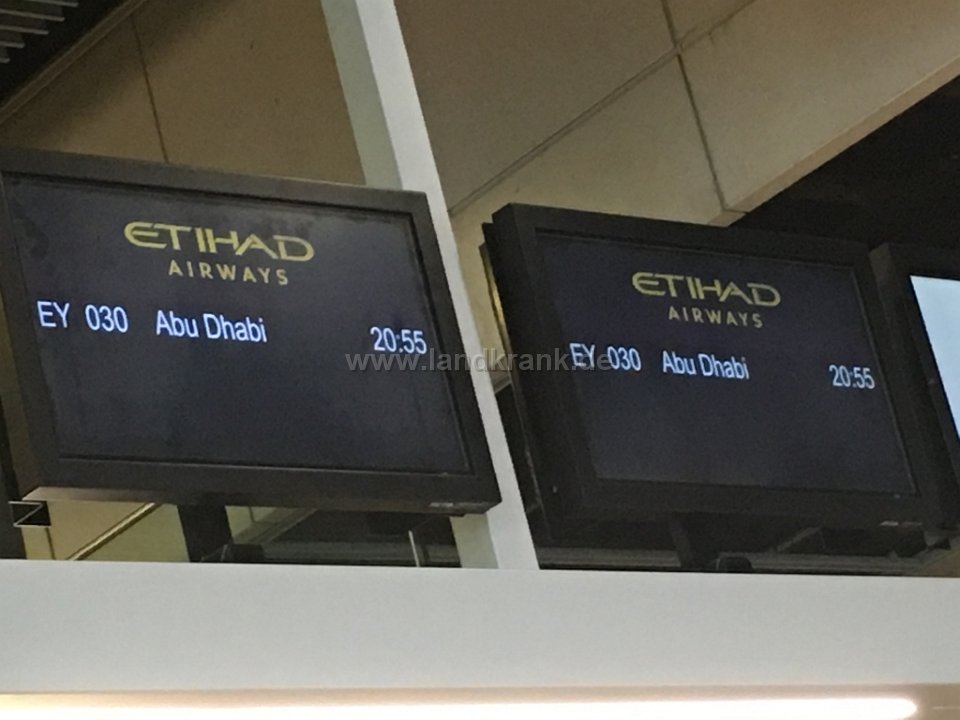 ETIHAD
AIRWAYS
EY 030 Abu Dhabi 20:55
ETIHAD
AIRWAYS
EY 030 Abu Dhabi 20:55
www.landkrank.de